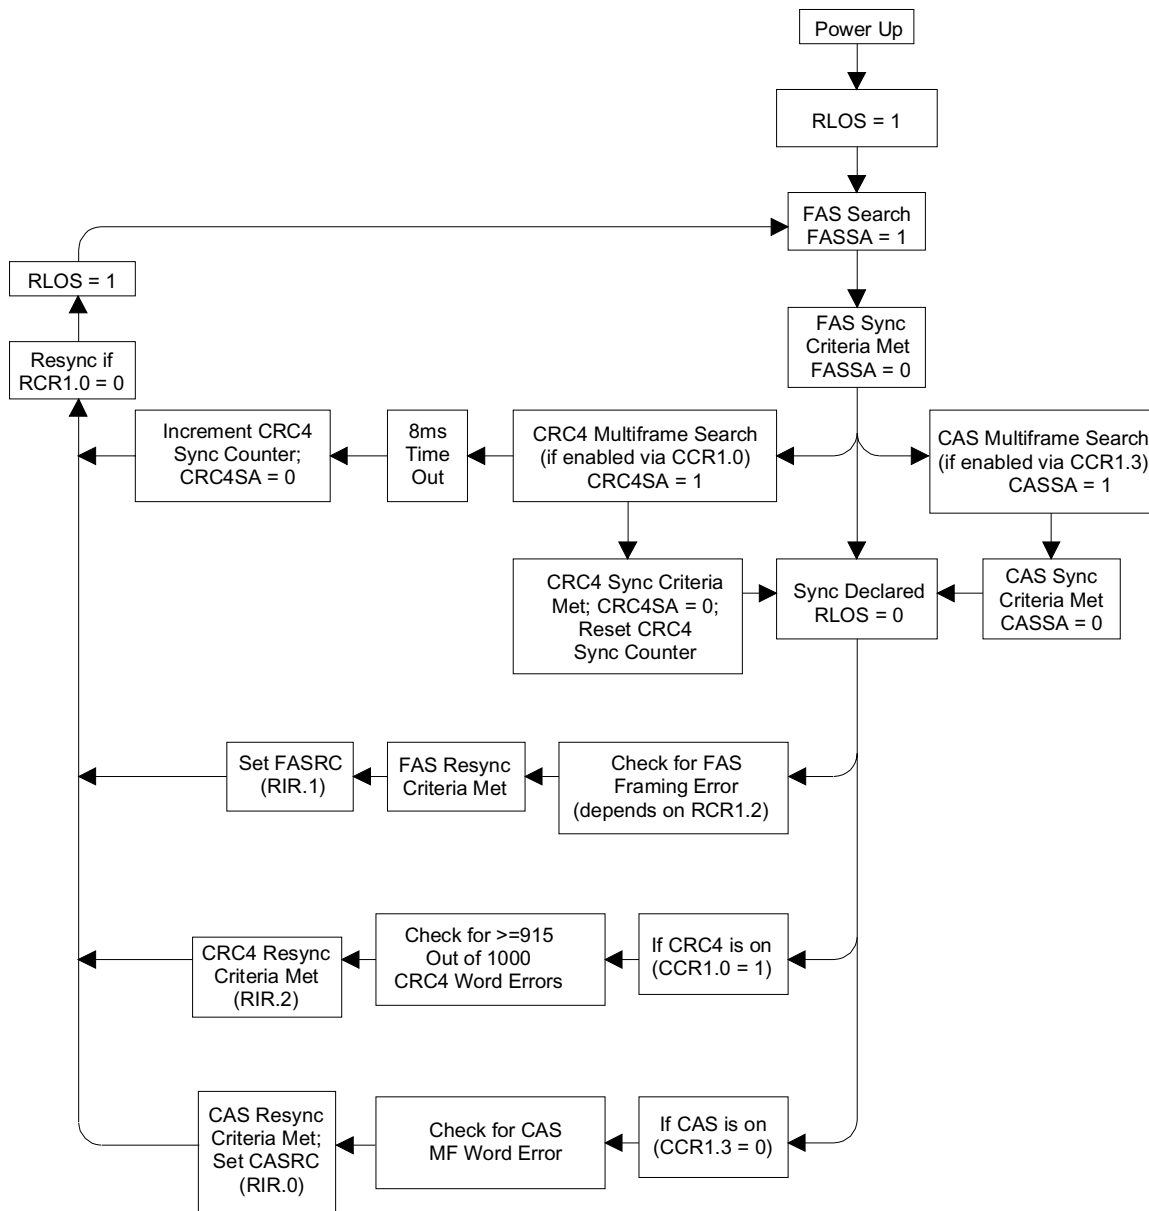 Power Up
RLOS = 1
FAS Search
FASSA = 1
RLOS = 1
FAS Sync
Criteria Met
FASSA = 0
Resync if
RCR1.0 = 0
Increment CRC4
Sync Counter;
CRC4SA = 0
8ms
Time
Out
CRC4 Multiframe Search
(if enabled via CCR1.0)
CRC4SA = 1
CAS Multiframe Search
(if enabled via CCR1.3)
CASSA = 1
CRC4 Sync Criteria
Met; CRC4SA = 0;
Reset CRC4
Sync Counter
Sync Declared
RLOS = 0
CAS Sync
Criteria Met
CASSA = 0
Set FASRC
(RIR.1)
FAS Resync
Criteria Met
Check for FAS
Framing Error
(depends on RCR1.2)
CRC4 Resync
Criteria Met
(RIR.2)
Check for >=915
Out of 1000
CRC4 Word Errors
If CRC4 is on
(CCR1.0 = 1)
CAS Resync
Criteria Met;
Set CASRC
(RIR.0)
Check for CAS
MF Word Error
If CAS is on
(CCR1.3 = 0)